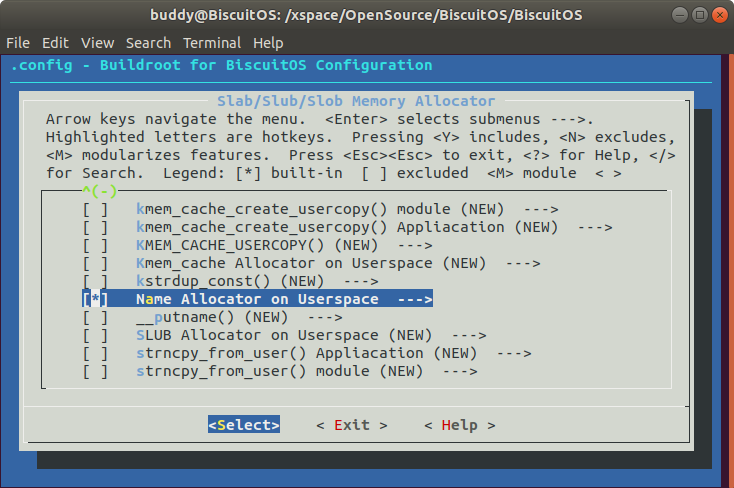 buddy@BiscuitOS: /xspace/OpenSource/BiscuitOS/BiscuitOS
File Edit View Search Terminal Help
.config - Buildroot for BiscuitOS Configuration
Slab/Slub/Slob Memory Allocator
Arrow keys navigate the menu. <Enter> selects submenus --->.
Highlighted letters are hotkeys. Pressing <Y> includes, <N> excludes,
<M> modularizes features. Press <Esc><Esc> to exit, <?> for Help, </>
for Search. Legend: [*] built-in [ ] excluded <M> module < >
^(-)
[ ] kmem_cache_create_usercopy() module (NEW) --->
[ ] kmem_cache_create_usercopy() Appliacation (NEW) --->
[ ] KMEM_CACHE_USERCOPY() (NEW) --->
[ ] Kmem_cache Allocator on Userspace (NEW) --->
[ ] kstrdup_const() (NEW) --->
[*] Name Allocator on Userspace --->
[ ] __putname() (NEW) --->
[ ] SLUB Allocator on Userspace (NEW) --->
[ ] strncpy_from_user() Appliacation (NEW) --->
[ ] strncpy_from_user() module (NEW) --->
<Select> < Exit > < Help >